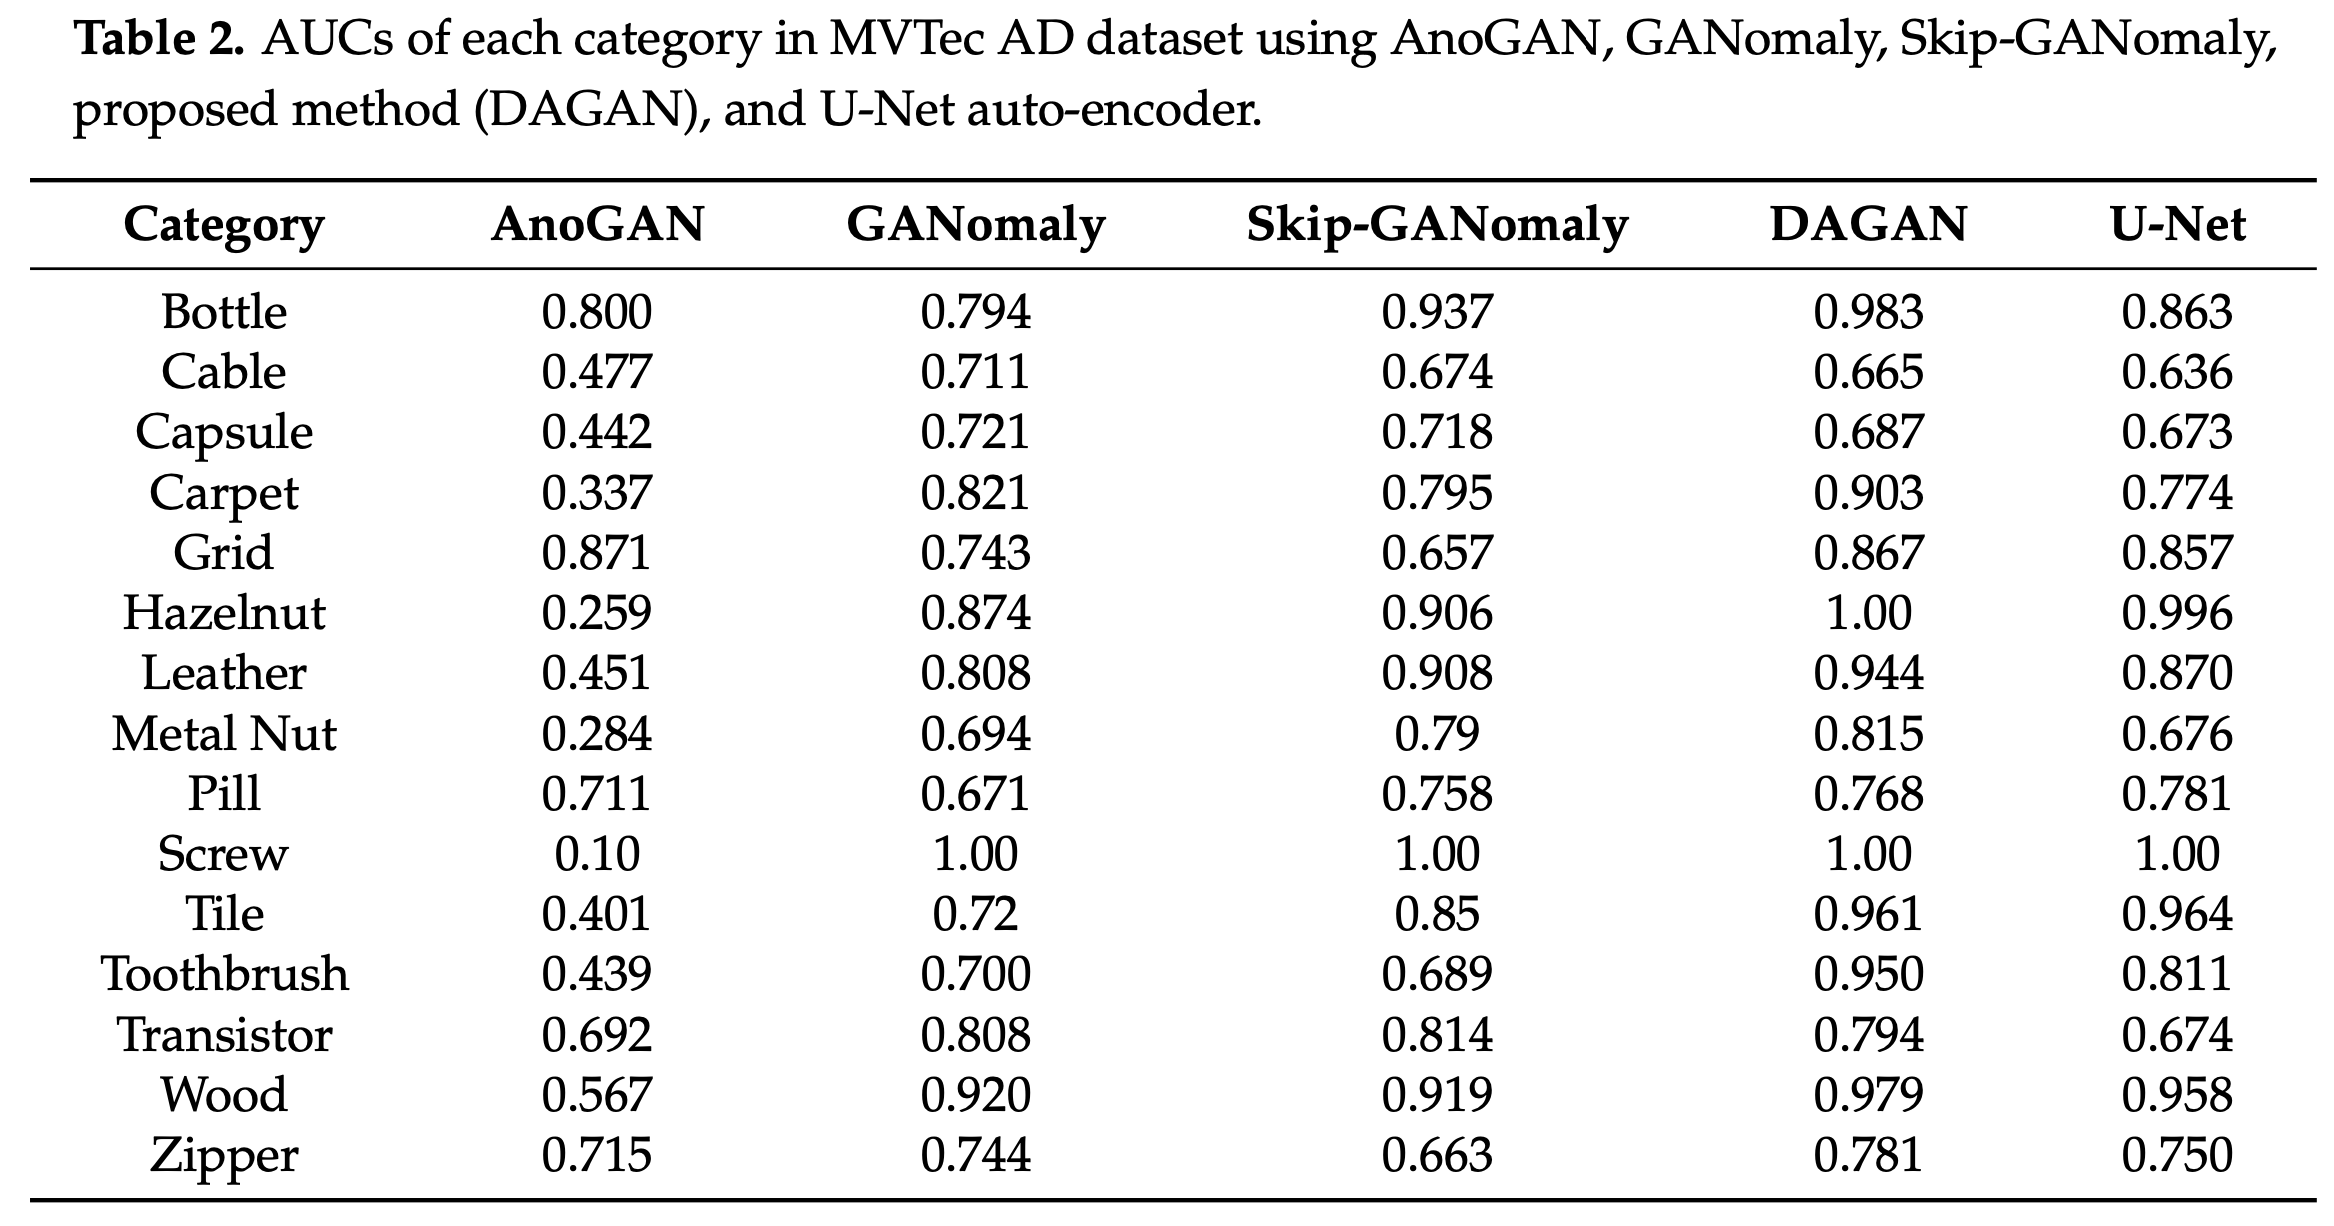 Table 2. AUCs of each category in MVTec AD dataset using AnoGAN, GANomaly, Skip-GANomaly,
proposed method (DAGAN), and U-Net auto-encoder.
Category AnoGAN GANomaly Skip-GANomaly DAGAN U-Net
Bottle 0.800 0.794 0.937 0.983 0.863
Cable 0.477 0.711 0.674 0.665 0.636
Capsule 0.442 0.721 0.718 0.687 0.673
Carpet 0.337 0.821 0.795 0.903 0.774
Grid 0.871 0.743 0.657 0.867 0.857
Hazelnut 0.259 0.874 0.906 1.00 0.996
Leather 0.451 0.808 0.908 0.944 0.870
Metal Nut 0.284 0.694 0.79 0.815 0.676
Pill 0.711 0.671 0.758 0.768 0.781
Screw 0.10 1.00 1.00 1.00 1.00
Tile 0.401 0.72 0.85 0.961 0.964
Toothbrush 0.439 0.700 0.689 0.950 0.811
Transistor 0.692 0.808 0.814 0.794 0.674
Wood 0.567 0.920 0.919 0.979 0.958
Zipper 0.715 0.744 0.663 0.781 0.750